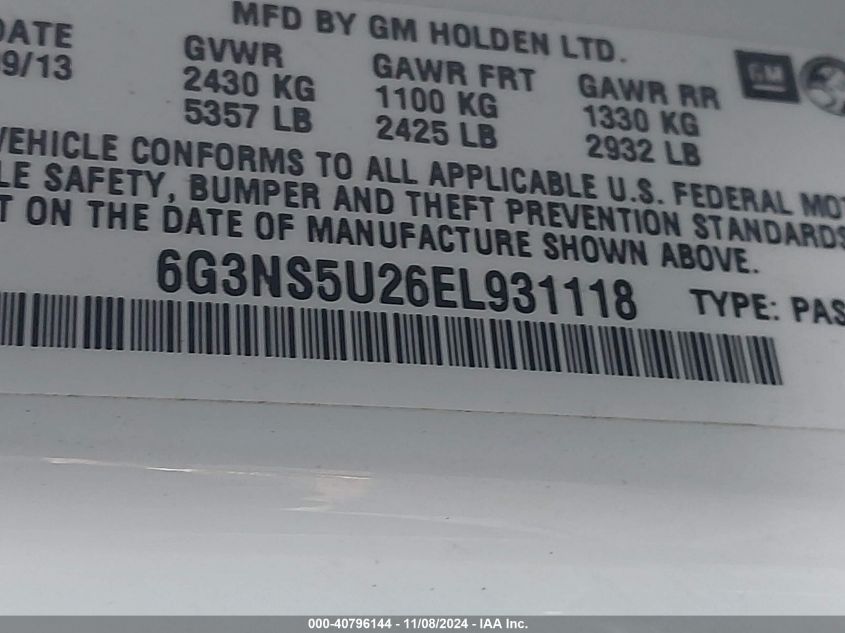 MFD BY GM HOLDEN LTD.
DATE GVWR GAWR FRT GAWR RR GM
9/13 2430 KG 1100 KG 1330 KG
5357 LB 2425 LB 2932 LB
VEHICLE CONFORMS TO ALL APPLICABLE U.S. FEDERAL MOT
LE SAFETY, BUMPER AND THEFT PREVENTION STANDARDS
T ON THE DATE OF MANUFACTURE SHOWN ABOVE.
6G3NS5U26EL931118 TYPE: PAS
000-40796144 - 11/08/2024 - IAA Inc.